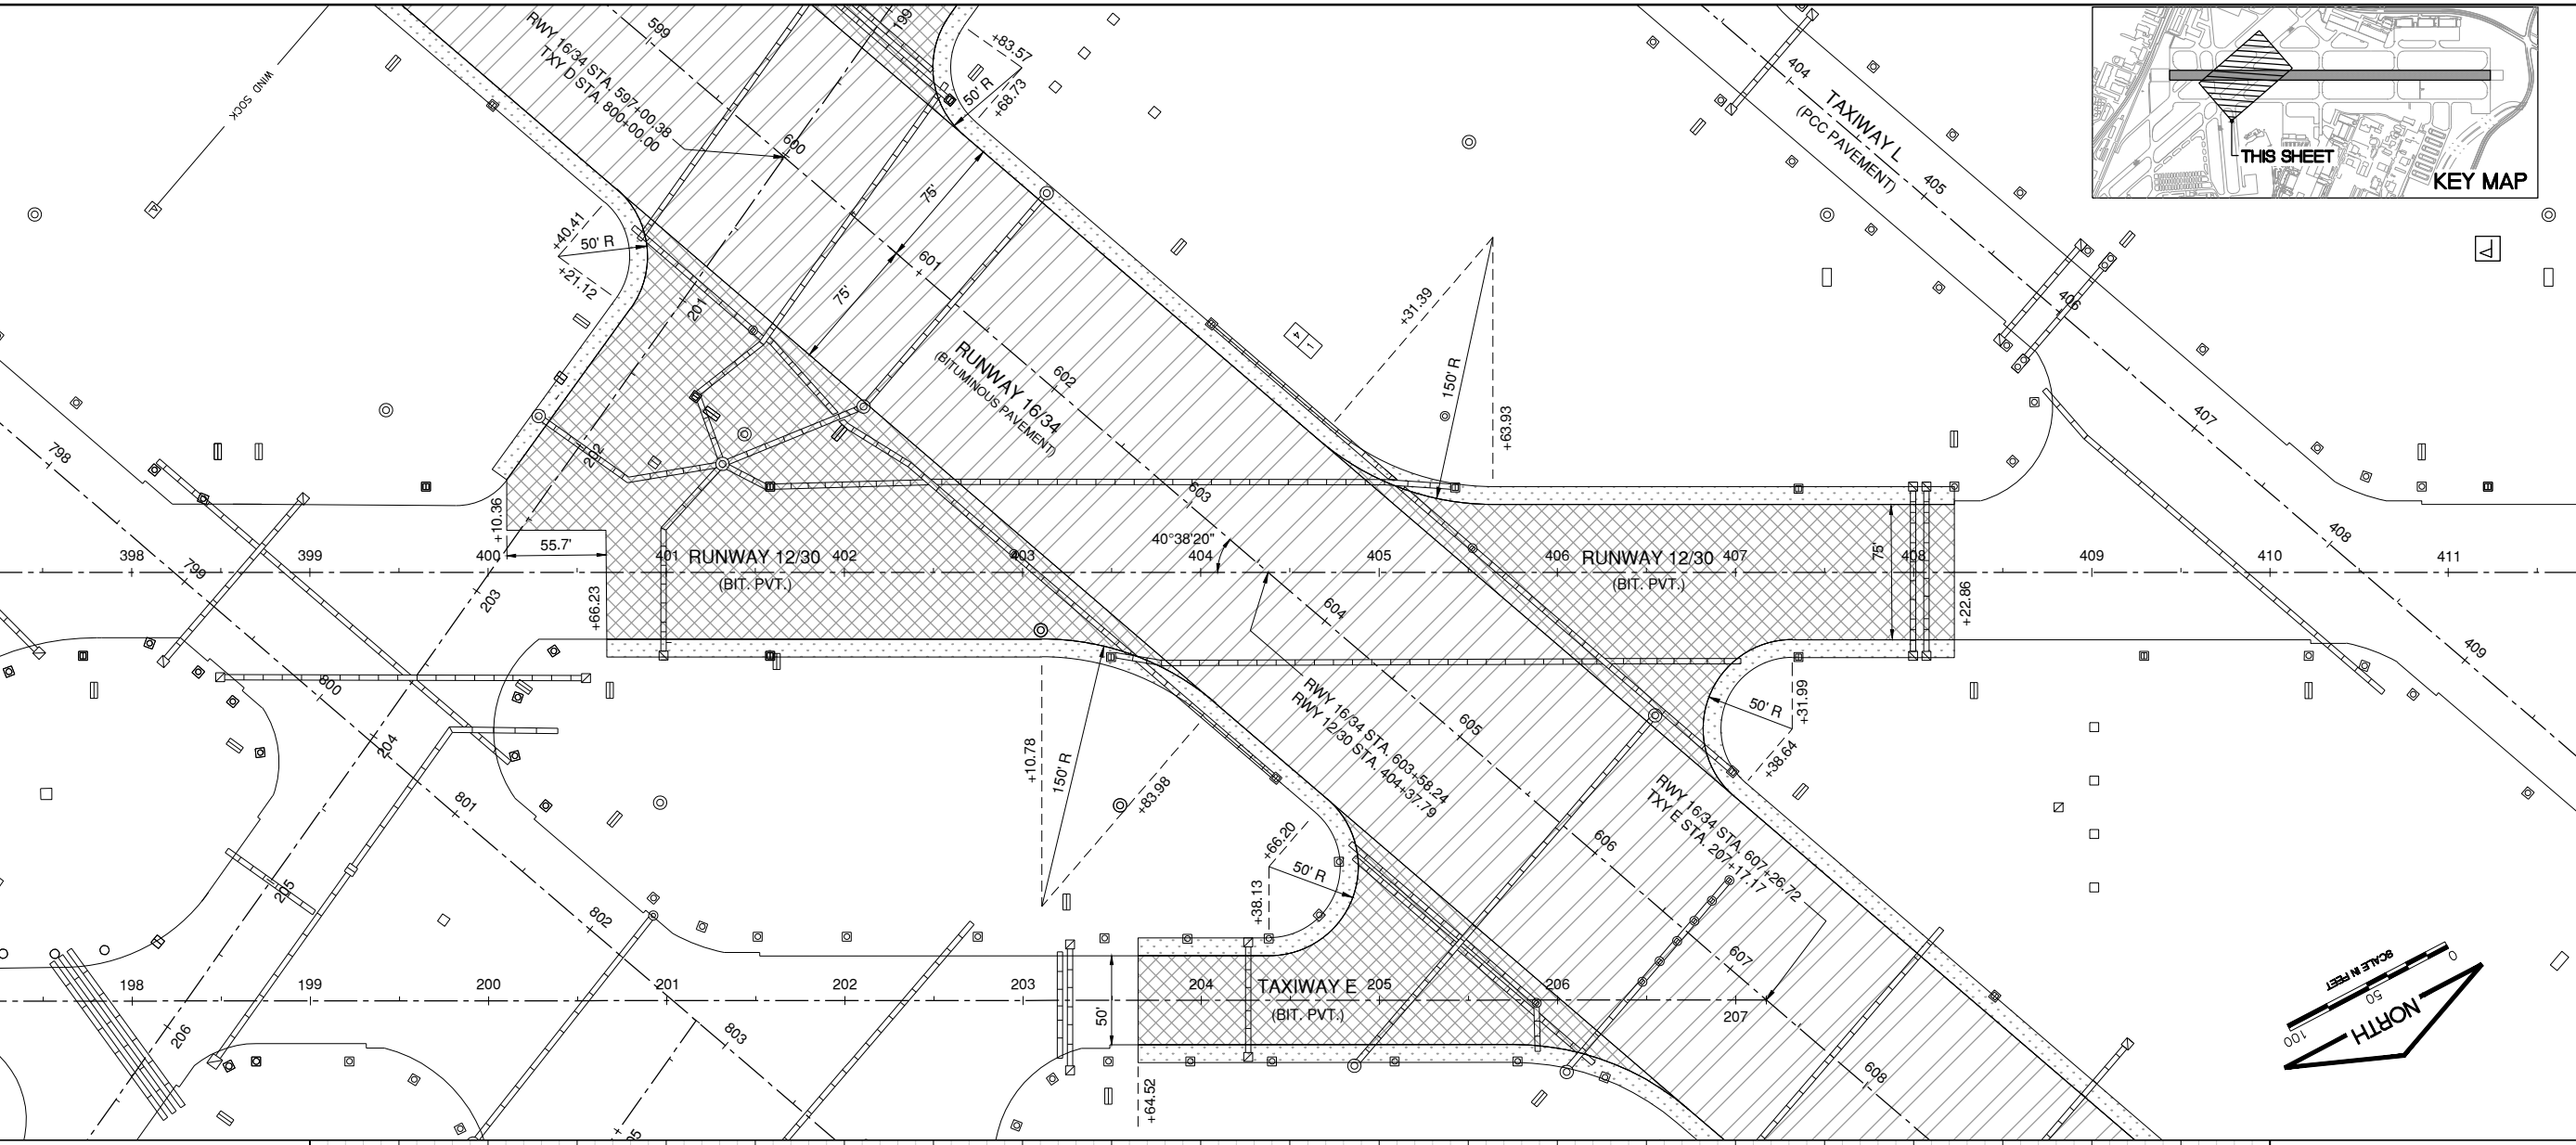 WIND SOCK
RWY 16/34 STA. 597+00.38
TXY D STA. 800+00.00
599
199
600
+83.57
50' R
+68.73
75'
601
75'
+40.41
50' R
+21.12
201
RUNWAY 16/34
(BITUMINOUS PAVEMENT)
602
+31.39
1
4
150' R
+63.93
404
TAXIWAY L
(PCC PAVEMENT)
405
406
407
408
409
THIS SHEET
KEY MAP
798
799
202
603
+10.36
55.7'
+66.23
398
399
400
401
RUNWAY 12/30
(BIT. PVT.)
402
403
40°38'20"
404
405
406
RUNWAY 12/30
(BIT. PVT.)
407
75'
408
+22.86
409
410
411
203
604
800
204
801
205
802
+10.78
150' R
+83.98
RWY 16/34 STA. 603+58.24
RWY 12/30 STA. 404+37.79
605
50' R
+31.99
+38.64
RWY 16/34 STA. 607+26.72
TXY E STA. 207+17.17
606
+66.20
50' R
+38.13
607
198
199
200
201
202
203
204
TAXIWAY E
(BIT. PVT.)
205
206
207
50'
206
803
+64.52
608
0
SCALE IN FEET
50
100
NORTH